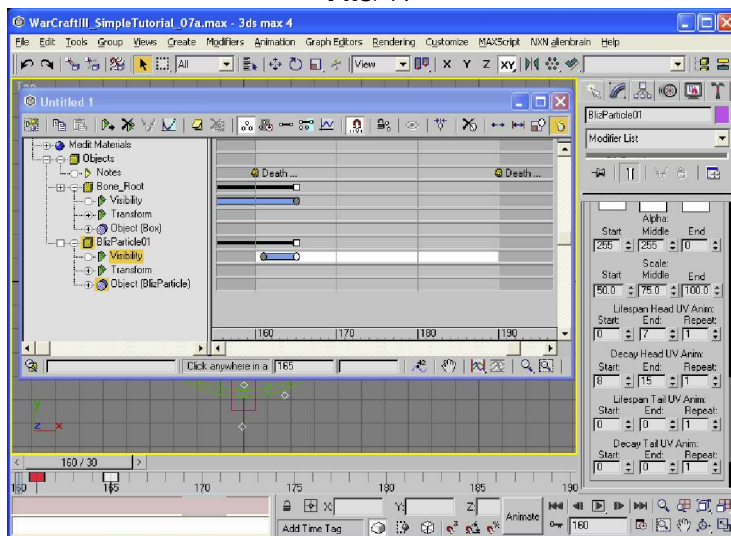 WarCraftIII_SimpleTutorial_07a.max - 3ds max 4
File Edit Tools Group Views Create Modifiers Animation Graph Editors Rendering Customize MAXScript NXN alienbrain Help
All View X Y Z XY
Untitled 1
BlizParticle01
Modifier List
Medit Materials
Objects
Notes Death ... Death ...
Bone_Root
Visibility
Transform
Object (Box)
BlizParticle01
Visibility
Transform
Object (BlizParticle)
160 170 180 190
Click anywhere in a 165
Alpha:
Start Middle End
255 255 0
Scale:
Start Middle End
50.0 75.0 100.0
Lifespan Head UV Anim:
Start: End: Repeat:
0 7 1
Decay Head UV Anim:
Start: End: Repeat:
8 15 1
Lifespan Tail UV Anim:
Start: End: Repeat:
0 0 1
Decay Tail UV Anim:
Start: End: Repeat:
0 0 1
y
z x
160 / 30
160 165 170 175 180 185 190
X: Y: Z:
Add Time Tag
Animate
160